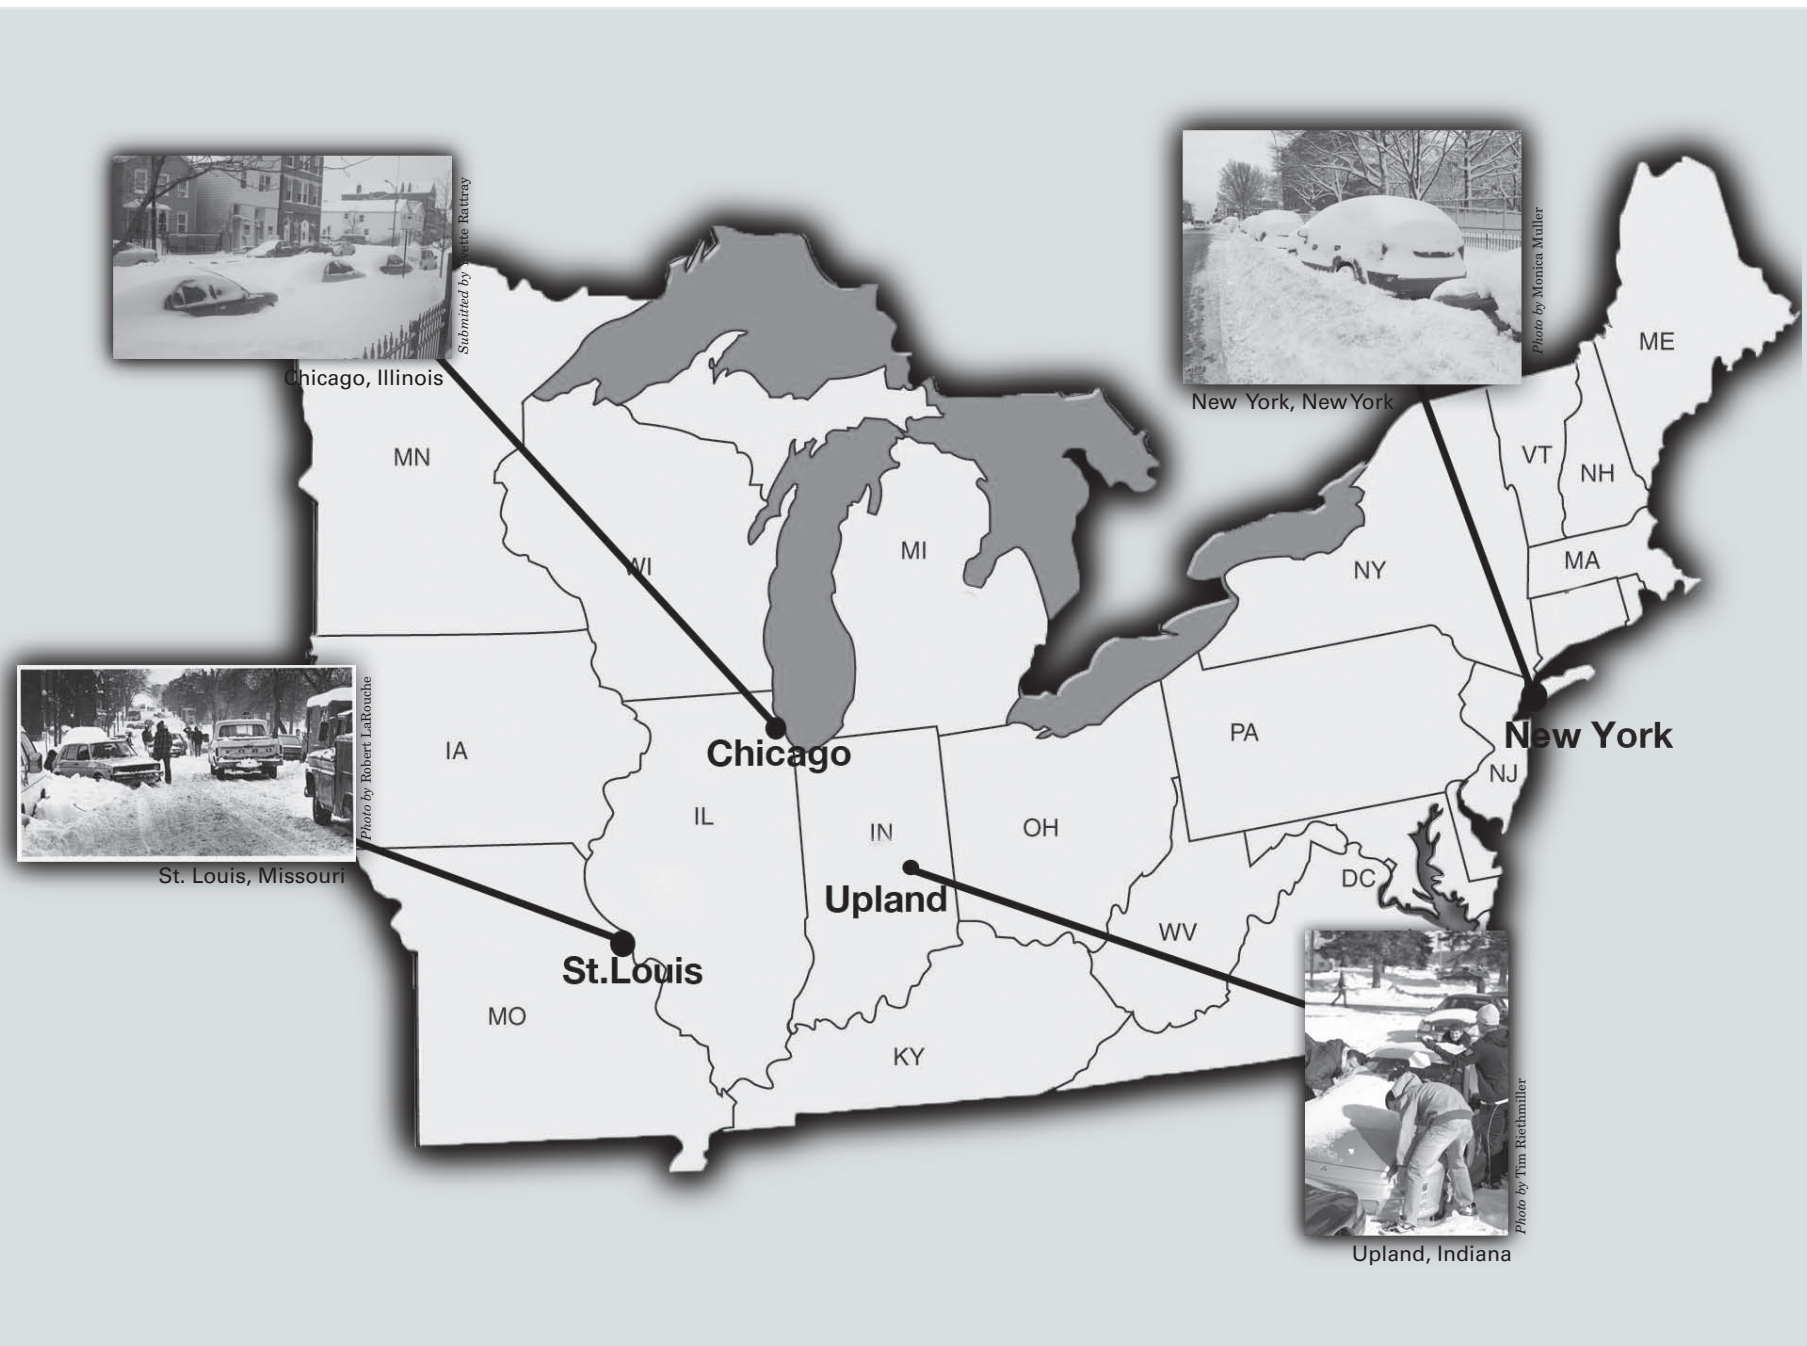 Submitted by Yvette Rattray
Chicago, Illinois
Photo by Monica Muller
New York, New York
ME
VT
NH
MA
MN
WI
MI
NY
Photo by Robert LaRouche
St. Louis, Missouri
IA
Chicago
IL
IN
OH
PA
New York
NJ
Upland
DC
WV
St.Louis
MO
KY
Photo by Tim Riethmiller
Upland, Indiana